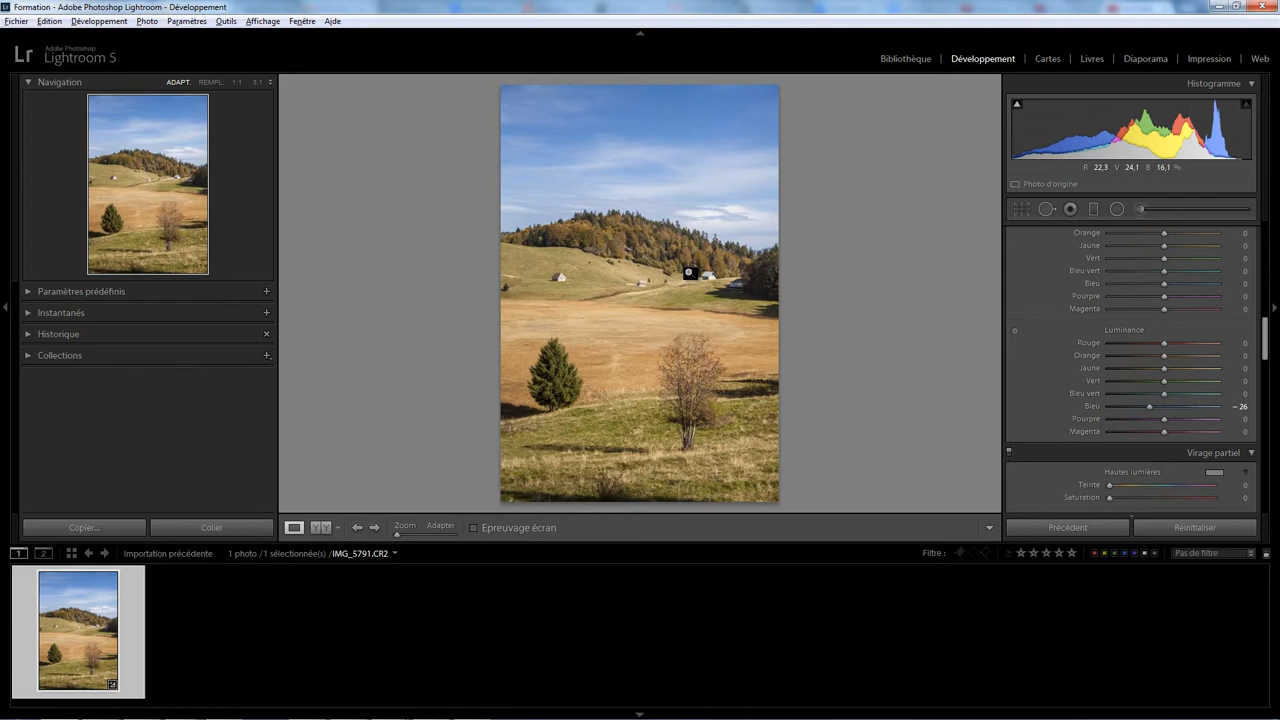 Formation - Adobe Photoshop Lightroom - Développement
Fichier Edition Développement Photo Paramètres Outils Affichage Fenêtre Aide
Lr Adobe Photoshop
Lightroom 5
Bibliothèque | Développement | Cartes | Livres | Diaporama | Impression | Web
Navigation ADAPT. REMPL. 1:1 3:1
Paramètres prédéfinis
Instantanés
Historique
Collections
Copier... Coller
Histogramme
R 22,3 V 24,1 B 16,1 %
Photo d'origine
Orange 0
Jaune 0
Vert 0
Bleu vert 0
Bleu 0
Pourpre 0
Magenta 0
Luminance
Rouge 0
Orange 0
Jaune 0
Vert 0
Bleu vert 0
Bleu – 26
Pourpre 0
Magenta 0
Virage partiel
Hautes lumières
Teinte 0
Saturation 0
Précédent Réinitialiser
YY Zoom Adapter Epreuvage écran
1 2 Importation précédente 1 photo /1 sélectionnée(s) /IMG_5791.CR2 Filtre : Pas de filtre